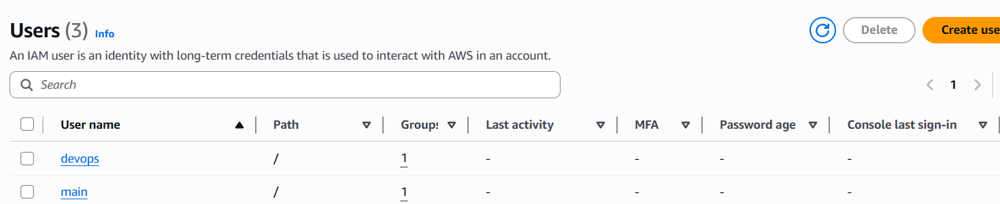 Users (3) Info
Delete
Create use
An IAM user is an identity with long-term credentials that is used to interact with AWS in an account.
Search
1
User name Path Groups Last activity MFA Password age Console last sign-in
devops / 1 - - - -
main / 1 - - - -